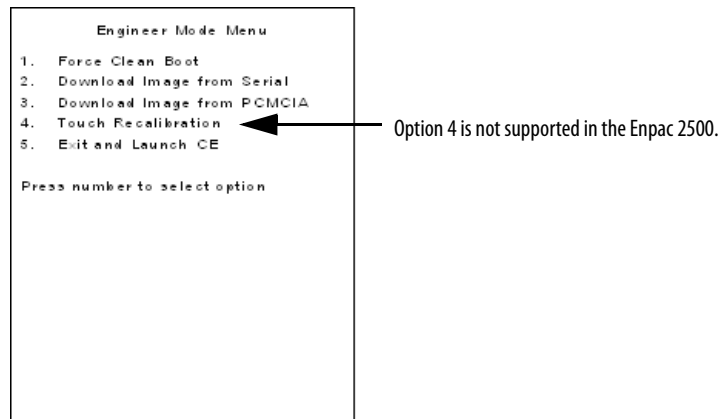 Engineer Mode Menu
1. Force Clean Boot
2. Download Image from Serial
3. Download Image from PCMCIA
4. Touch Recalibration
Option 4 is not supported in the Enpac 2500.
5. Exit and Launch CE
Press number to select option